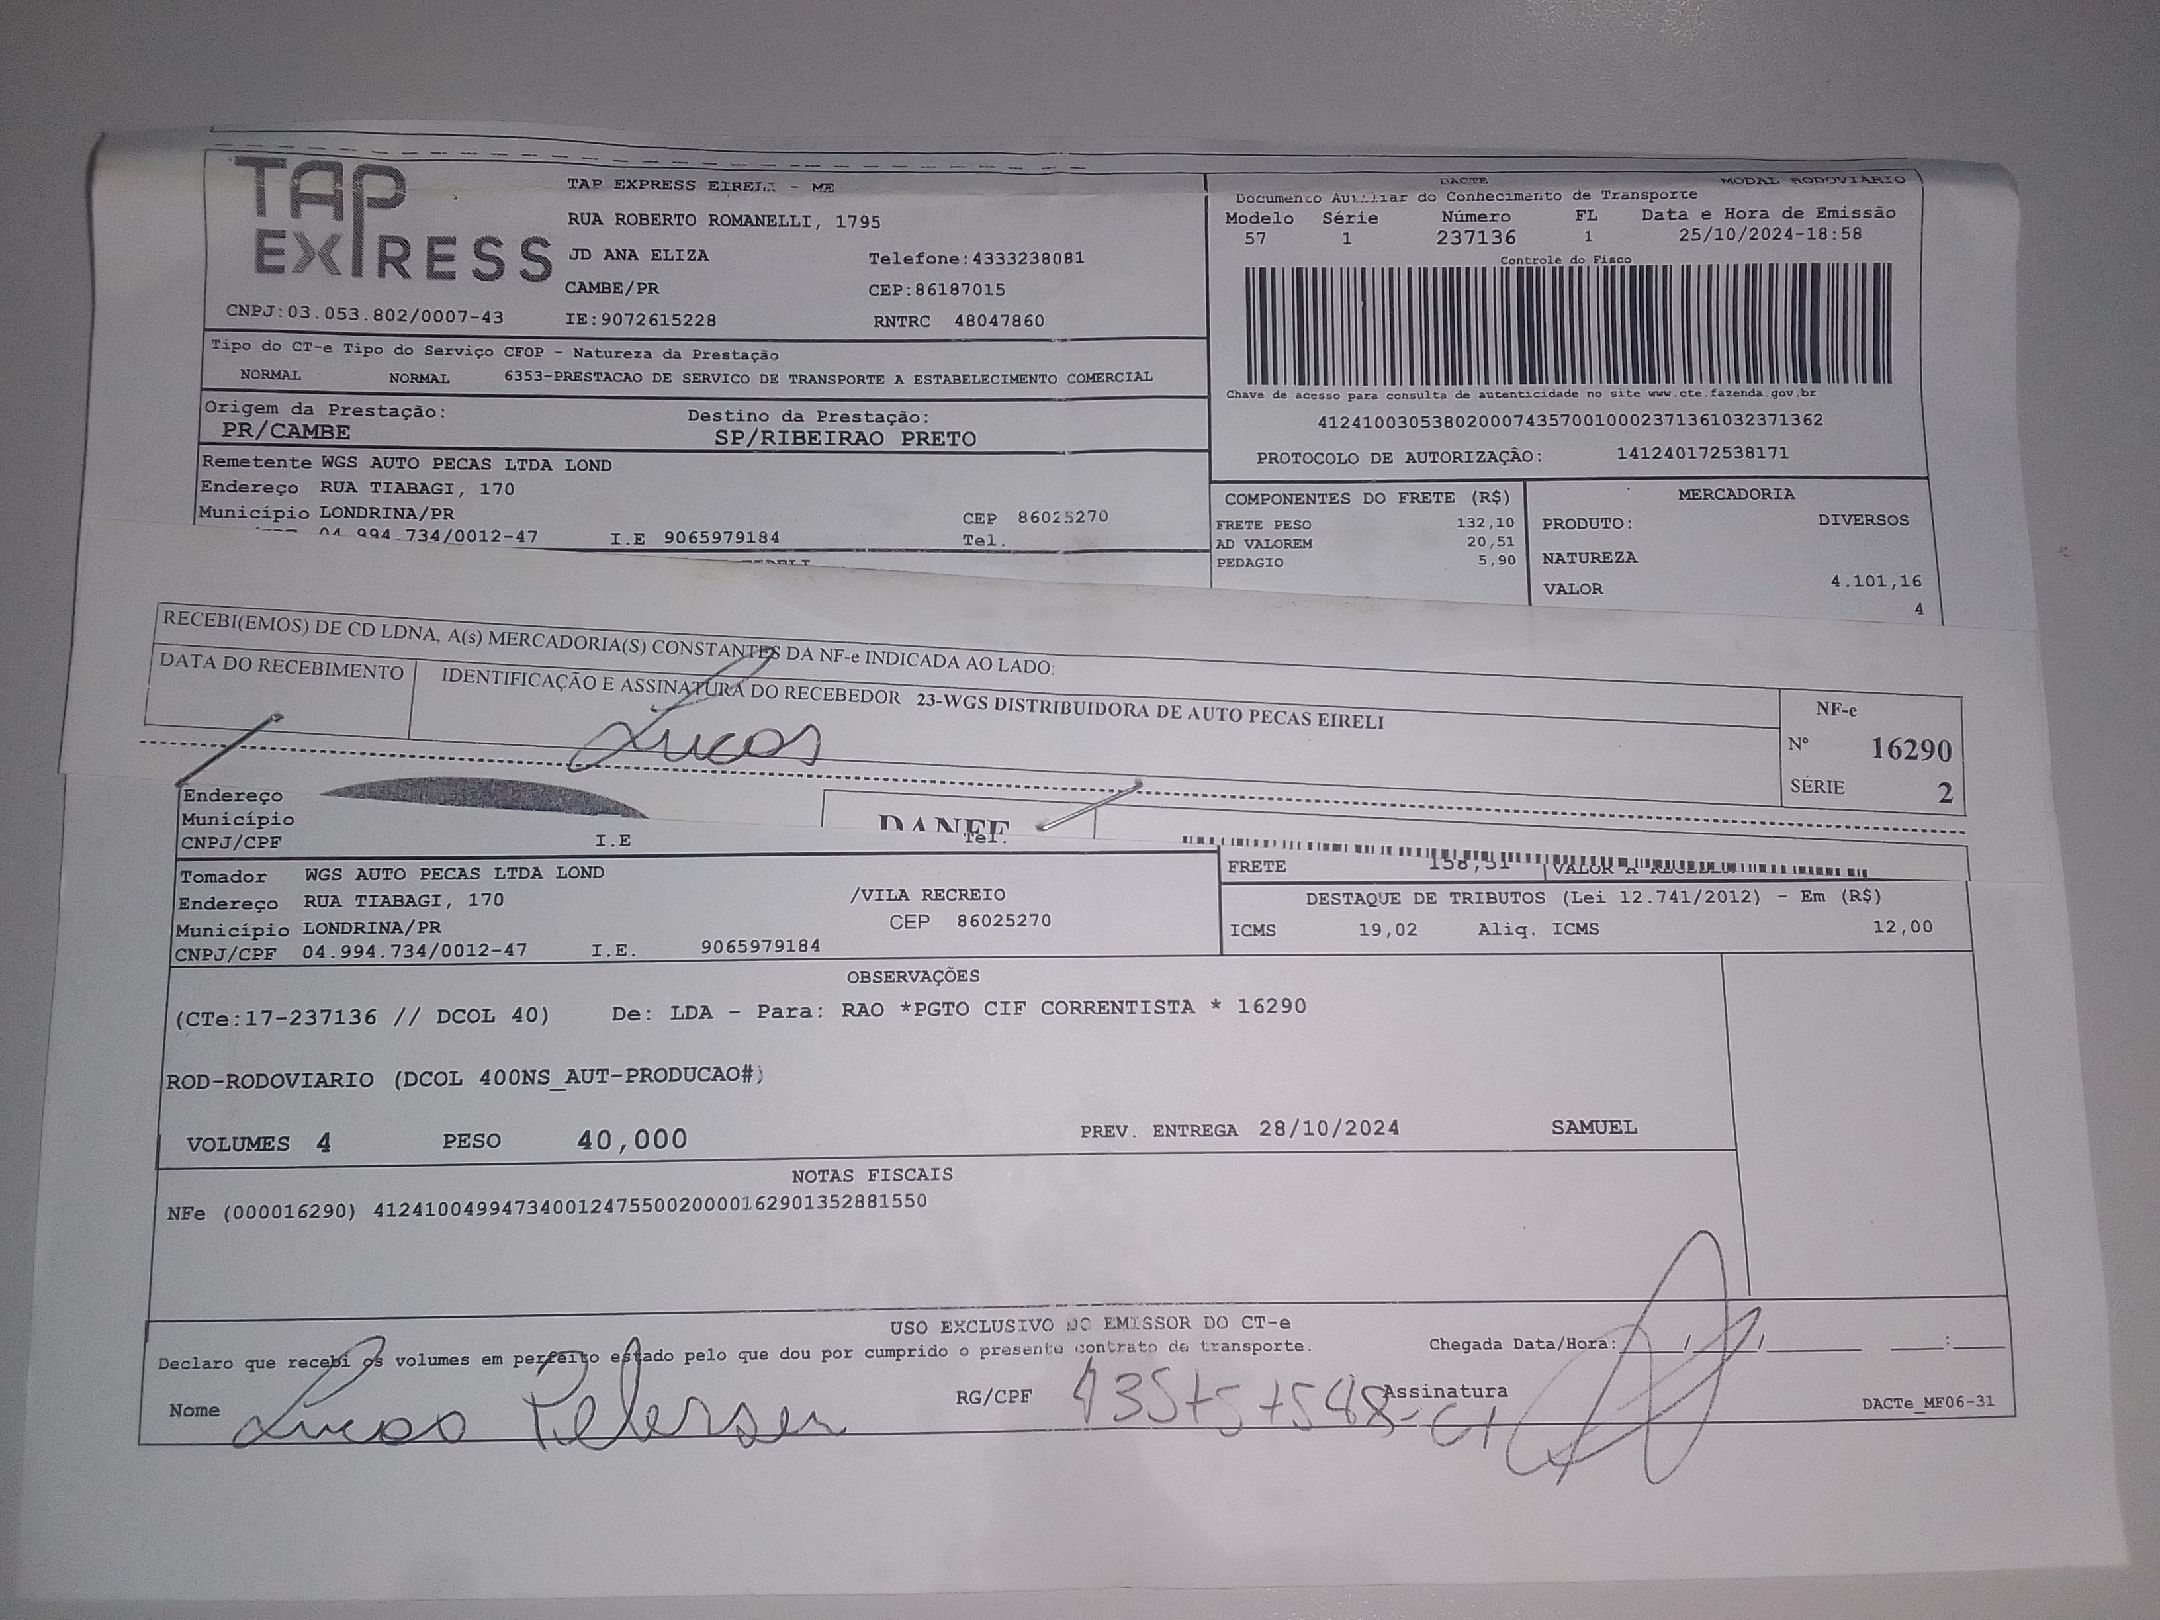 TAP
EXPRESS
TAP EXPRESS EIRELI - ME
RUA ROBERTO ROMANELLI, 1795
JD ANA ELIZA Telefone:4333238081
CAMBE/PR CEP:86187015
CNPJ:03.053.802/0007-43 IE:9072615228 RNTRC 48047860
DACTE MODAL RODOVIARIO
Documento Auxiliar do Conhecimento de Transporte
Modelo Série Número FL Data e Hora de Emissão
57 1 237136 1 25/10/2024-18:58
Controle do Fisco
Chave de acesso para consulta de autenticidade no site www.cte.fazenda.gov.br
41241003053802000743570010002371361032371362
PROTOCOLO DE AUTORIZAÇÃO: 141240172538171
Tipo do CT-e Tipo do Serviço CFOP - Natureza da Prestação
NORMAL NORMAL 6353-PRESTACAO DE SERVICO DE TRANSPORTE A ESTABELECIMENTO COMERCIAL
Origem da Prestação: Destino da Prestação:
PR/CAMBE SP/RIBEIRAO PRETO
Remetente WGS AUTO PECAS LTDA LOND
Endereço RUA TIABAGI, 170
Município LONDRINA/PR CEP 86025270
04.994.734/0012-47 I.E 9065979184 Tel.
COMPONENTES DO FRETE (R$) MERCADORIA
FRETE PESO 132,10 PRODUTO: DIVERSOS
AD VALOREM 20,51
PEDAGIO 5,90 NATUREZA
VALOR 4.101,16
4
RECEBI(EMOS) DE CD LDNA, A(s) MERCADORIA(S) CONSTANTES DA NF-e INDICADA AO LADO:
DATA DO RECEBIMENTO IDENTIFICAÇÃO E ASSINATURA DO RECEBEDOR 23-WGS DISTRIBUIDORA DE AUTO PECAS EIRELI
Lucas
NF-e
Nº 16290
SÉRIE 2
DANFE
Endereço
Município Tel.
CNPJ/CPF I.E
FRETE 158,51
Tomador WGS AUTO PECAS LTDA LOND
Endereço RUA TIABAGI, 170 /VILA RECREIO
Município LONDRINA/PR CEP 86025270
CNPJ/CPF 04.994.734/0012-47 I.E. 9065979184
DESTAQUE DE TRIBUTOS (Lei 12.741/2012) - Em (R$)
ICMS 19,02 Aliq. ICMS 12,00
OBSERVAÇÕES
(CTe:17-237136 // DCOL 40) De: LDA - Para: RAO *PGTO CIF CORRENTISTA * 16290
ROD-RODOVIARIO (DCOL 400NS_AUT-PRODUCAO#)
VOLUMES 4 PESO 40,000 PREV. ENTREGA 28/10/2024 SAMUEL
NOTAS FISCAIS
NFe (000016290) 41241004994734001247550020000162901352881550
USO EXCLUSIVO DO EMISSOR DO CT-e
Declaro que recebi os volumes em perfeito estado pelo que dou por cumprido o presente contrato de transporte. Chegada Data/Hora: / / :
Nome Lucas Petersen RG/CPF Assinatura
DACTe_MF06-31